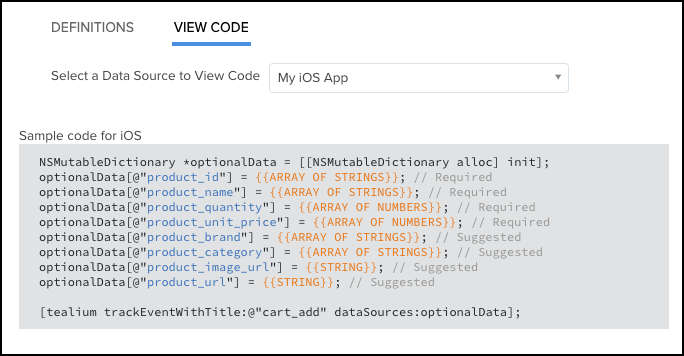 DEFINITIONS VIEW CODE
Select a Data Source to View Code My iOS App
Sample code for iOS
NSMutableDictionary *optionalData = [[NSMutableDictionary alloc] init];
optionalData[@"product_id"] = {{ARRAY OF STRINGS}}; // Required
optionalData[@"product_name"] = {{ARRAY OF STRINGS}}; // Required
optionalData[@"product_quantity"] = {{ARRAY OF NUMBERS}}; // Required
optionalData[@"product_unit_price"] = {{ARRAY OF NUMBERS}}; // Required
optionalData[@"product_brand"] = {{ARRAY OF STRINGS}}; // Suggested
optionalData[@"product_category"] = {{ARRAY OF STRINGS}}; // Suggested
optionalData[@"product_image_url"] = {{STRING}}; // Suggested
optionalData[@"product_url"] = {{STRING}}; // Suggested
[tealium trackEventWithTitle:@"cart_add" dataSources:optionalData];